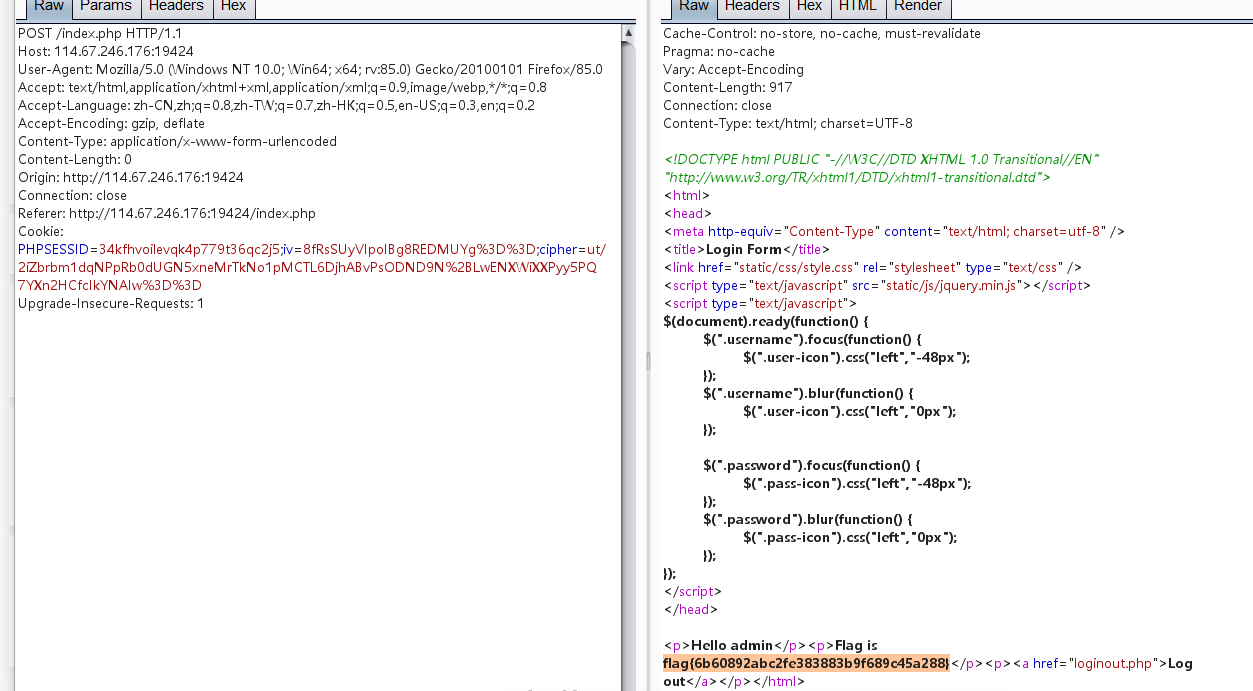 Raw Params Headers Hex
POST /index.php HTTP/1.1
Host: 114.67.246.176:19424
User-Agent: Mozilla/5.0 (Windows NT 10.0; Win64; x64; rv:85.0) Gecko/20100101 Firefox/85.0
Accept: text/html,application/xhtml+xml,application/xml;q=0.9,image/webp,*/*;q=0.8
Accept-Language: zh-CN,zh;q=0.8,zh-TW;q=0.7,zh-HK;q=0.5,en-US;q=0.3,en;q=0.2
Accept-Encoding: gzip, deflate
Content-Type: application/x-www-form-urlencoded
Content-Length: 0
Origin: http://114.67.246.176:19424
Connection: close
Referer: http://114.67.246.176:19424/index.php
Cookie:
PHPSESSID=34kfhvoilevqk4p779t36qc2j5;iv=8fRsSUyVIpoIBg8REDMUYg%3D%3D;cipher=ut/
2iZbrbm1dqNPpRb0dUGN5xneMrTkNo1pMCTL6DjhABvPsODND9N%2BLwENXWiXXPyy5PQ
7YXn2HCfclkYNAlw%3D%3D
Upgrade-Insecure-Requests: 1
Raw Headers Hex HTML Render
Cache-Control: no-store, no-cache, must-revalidate
Pragma: no-cache
Vary: Accept-Encoding
Content-Length: 917
Connection: close
Content-Type: text/html; charset=UTF-8
<!DOCTYPE html PUBLIC "-//W3C//DTD XHTML 1.0 Transitional//EN"
"http://www.w3.org/TR/xhtml1/DTD/xhtml1-transitional.dtd">
<html>
<head>
<meta http-equiv="Content-Type" content="text/html; charset=utf-8" />
<title>Login Form</title>
<link href="static/css/style.css" rel="stylesheet" type="text/css" />
<script type="text/javascript" src="static/js/jquery.min.js"></script>
<script type="text/javascript">
$(document).ready(function() {
$(".username").focus(function() {
$(".user-icon").css("left","-48px");
});
$(".username").blur(function() {
$(".user-icon").css("left","0px");
});
$(".password").focus(function() {
$(".pass-icon").css("left","-48px");
});
$(".password").blur(function() {
$(".pass-icon").css("left","0px");
});
});
</script>
</head>
<p>Hello admin</p><p>Flag is
flag{6b60892abc2fe383883b9f689c45a288}</p><p><a href="loginout.php">Log
out</a></p></html>